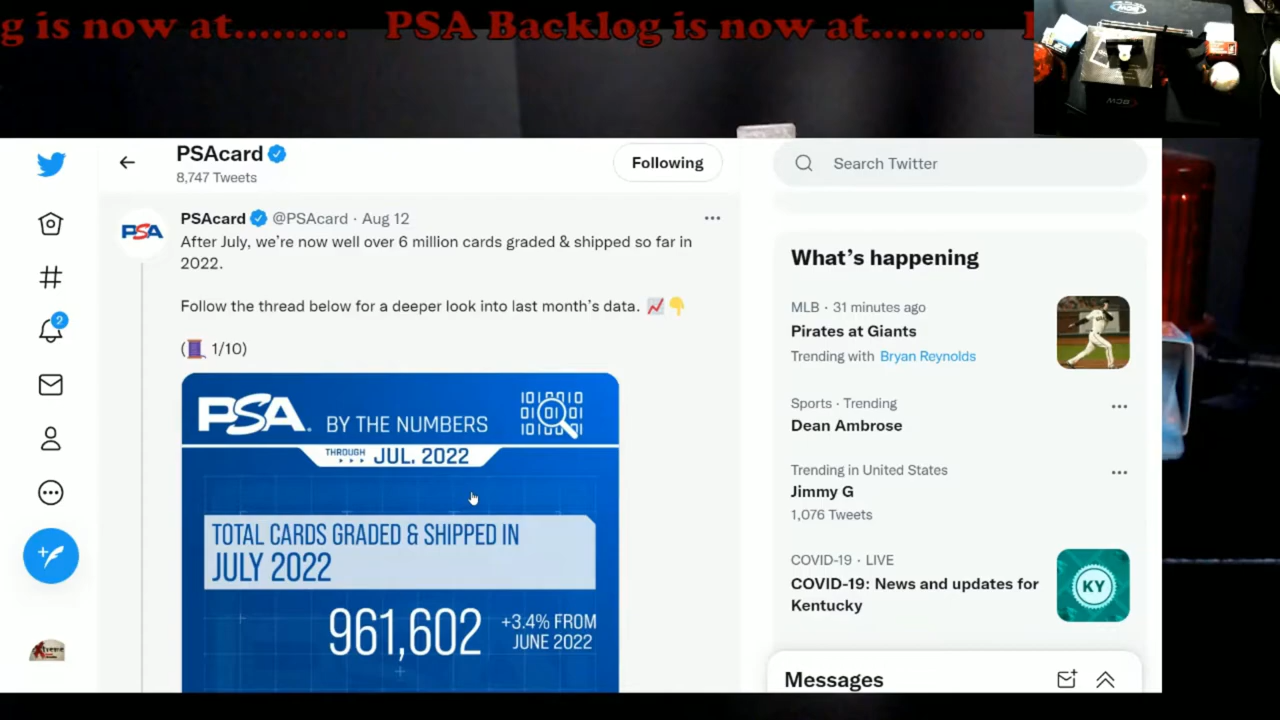 g is now at......... PSA Backlog is now at.........
PSAcard
8,747 Tweets
Following
Search Twitter
PSA
PSAcard @PSAcard · Aug 12
After July, we’re now well over 6 million cards graded & shipped so far in
2022.
Follow the thread below for a deeper look into last month’s data. 📈👇
(🧵 1/10)
PSA BY THE NUMBERS
THROUGH JUL. 2022
TOTAL CARDS GRADED & SHIPPED IN
JULY 2022
961,602
+3.4% FROM
JUNE 2022
What’s happening
MLB · 31 minutes ago
Pirates at Giants
Trending with Bryan Reynolds
Sports · Trending
Dean Ambrose
Trending in United States
Jimmy G
1,076 Tweets
COVID-19 · LIVE
COVID-19: News and updates for
Kentucky
KY
Messages
2